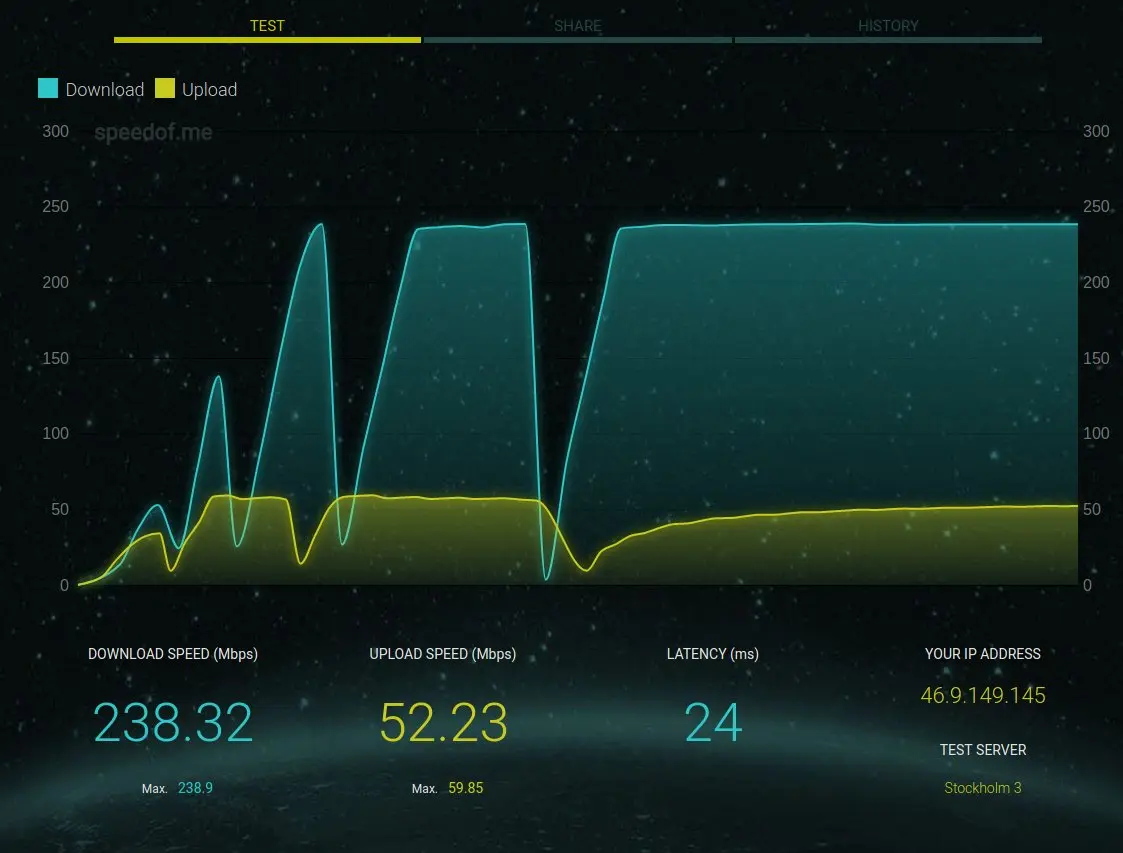 TEST SHARE HISTORY
Download Upload
speedof.me
300 300
250 250
200 200
150 150
100 100
50 50
0 0
DOWNLOAD SPEED (Mbps) UPLOAD SPEED (Mbps) LATENCY (ms) YOUR IP ADDRESS
46.9.149.145
238.32 52.23 24
TEST SERVER
Max. 238.9 Max. 59.85 Stockholm 3